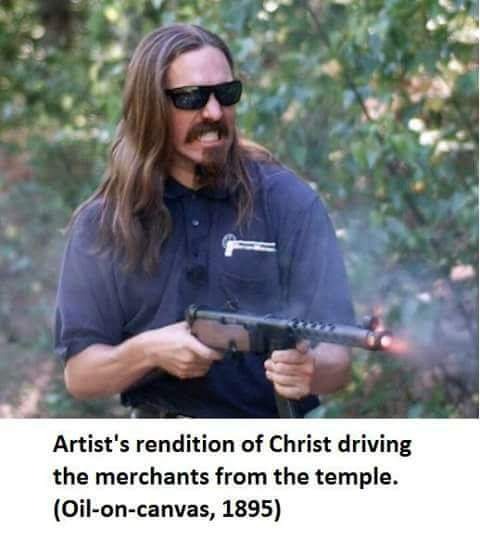 Artist's rendition of Christ driving
the merchants from the temple.
(Oil-on-canvas, 1895)